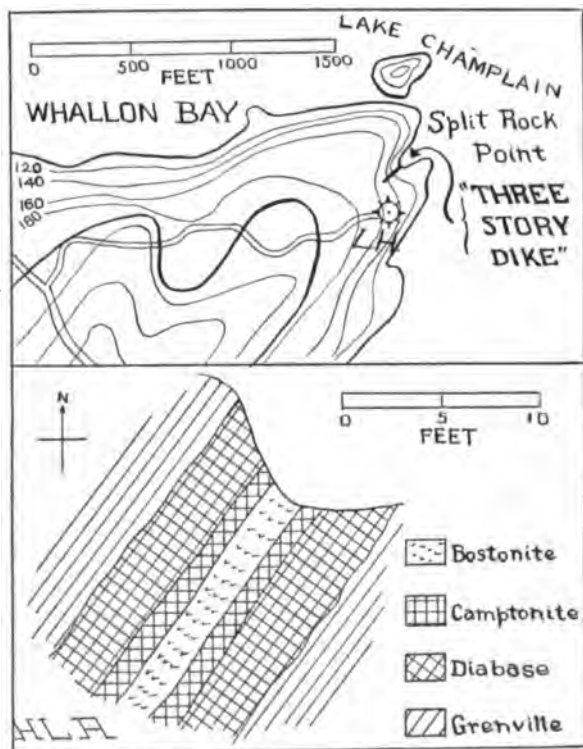 LAKE CHAMPLAIN
0 500 1000 1500
FEET
WHALLON BAY
Split Rock
Point
120
140
160
180
"THREE
STORY
DIKE"
LH
N
0 5 10
FEET
Bostonite
Camptonite
Diabase
Grenville
HLA